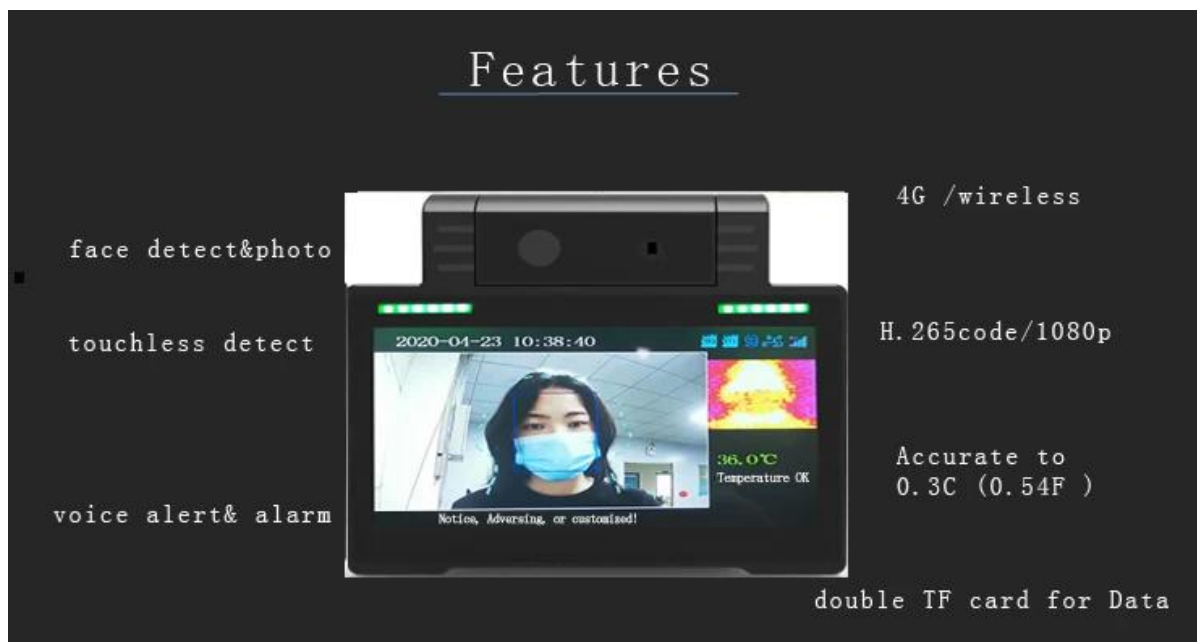 Features
face detect&photo
touchless detect
voice alert& alarm
2020-04-23 10:38:40
36.0℃
Temperature OK
Notice, Adversing, or customized!
4G /wireless
H.265code/1080p
Accurate to
0.3C (0.54F )
double TF card for Data